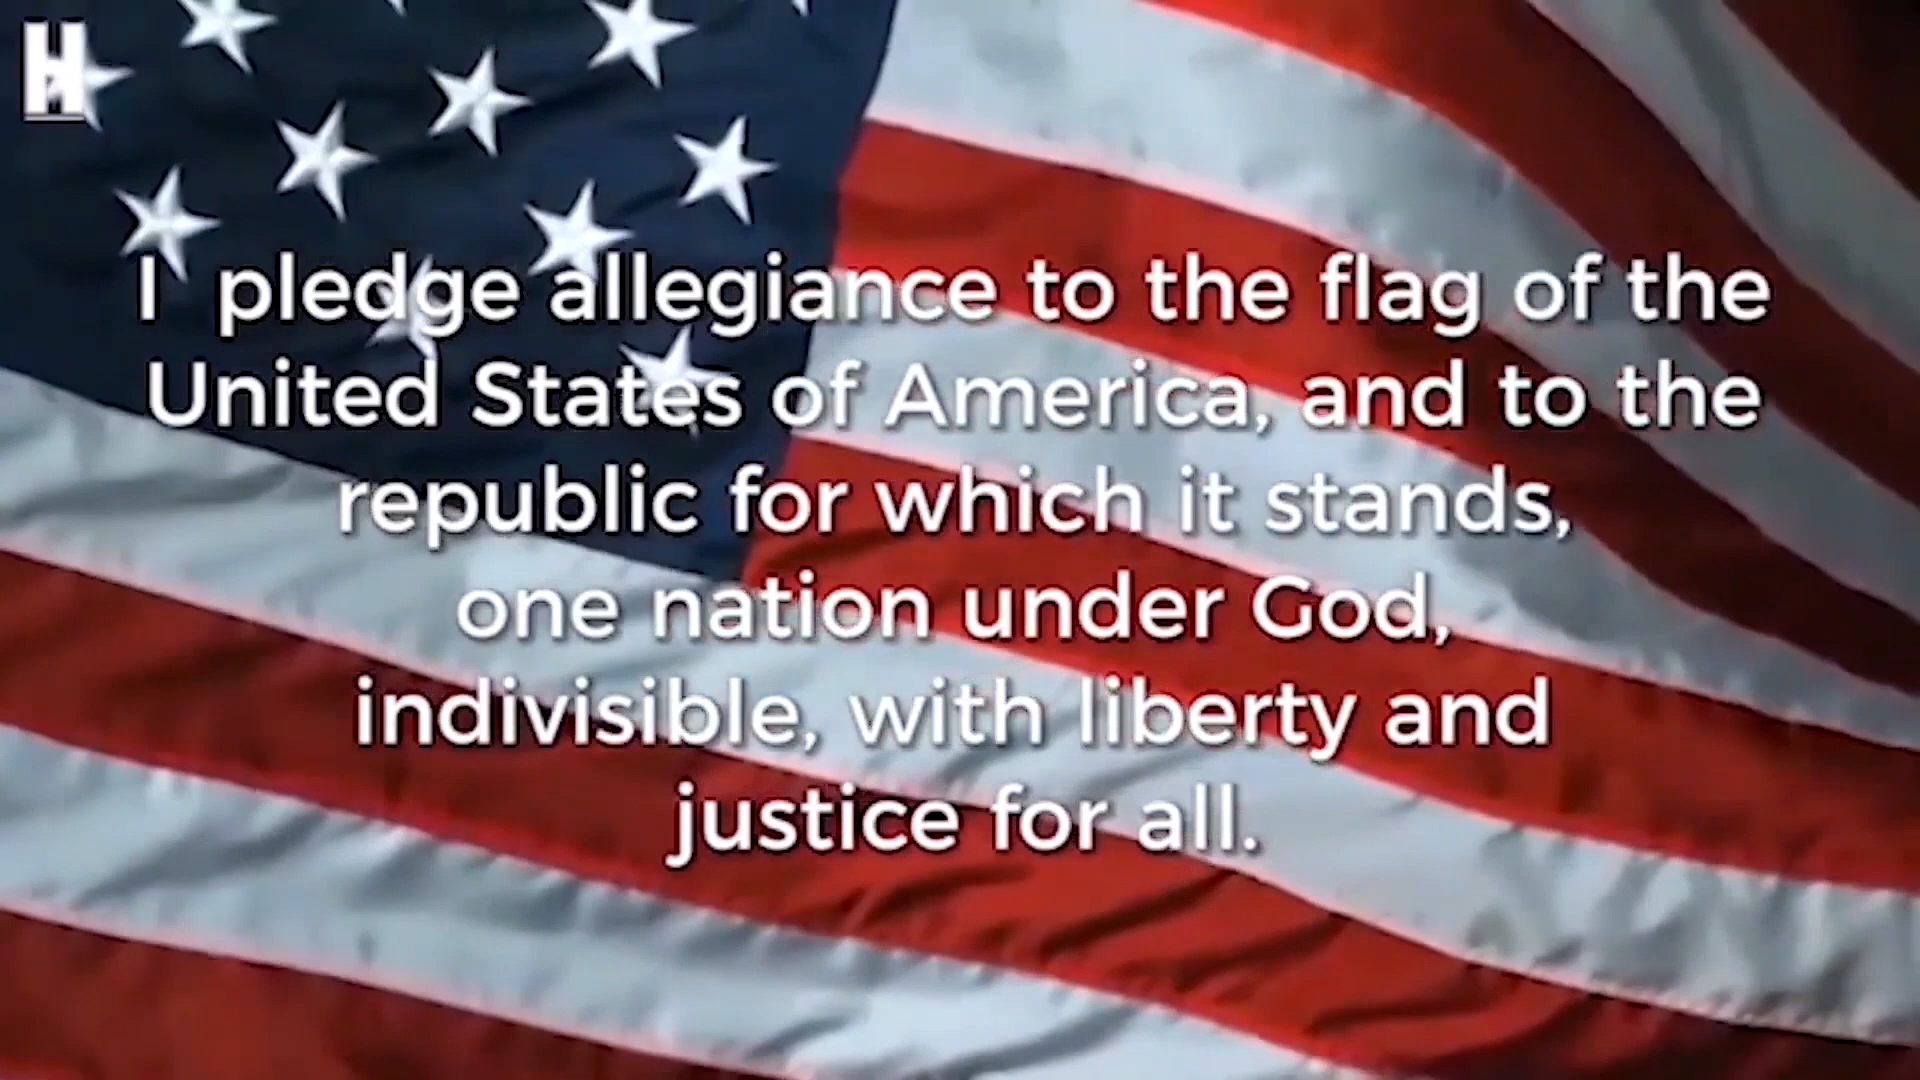 H
I pledge allegiance to the flag of the
United States of America, and to the
republic for which it stands,
one nation under God,
indivisible, with liberty and
justice for all.